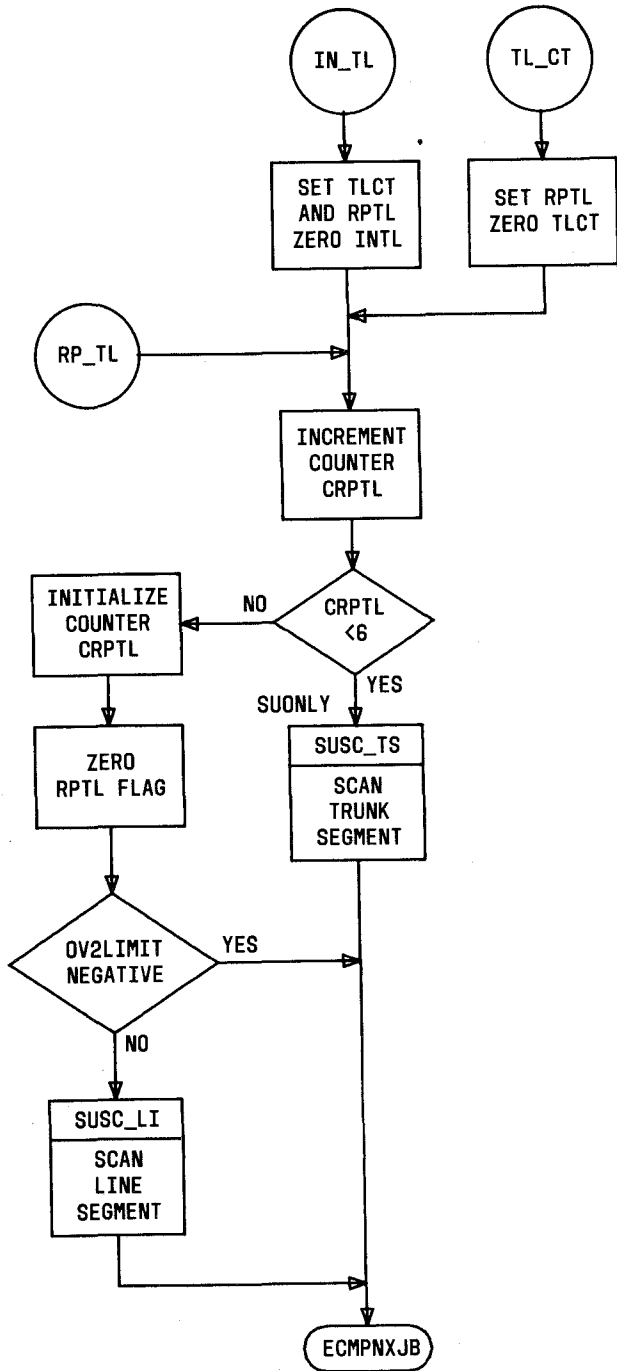 IN_TL
TL_CT
SET TLCT
AND RPTL
ZERO INTL
SET RPTL
ZERO TLCT
RP_TL
INCREMENT
COUNTER
CRPTL
CRPTL
<6
NO
YES
INITIALIZE
COUNTER
CRPTL
SUONLY
SUSC_TS
SCAN
TRUNK
SEGMENT
ZERO
RPTL FLAG
OV2LIMIT
NEGATIVE
YES
NO
SUSC_LI
SCAN
LINE
SEGMENT
ECMPNXJB